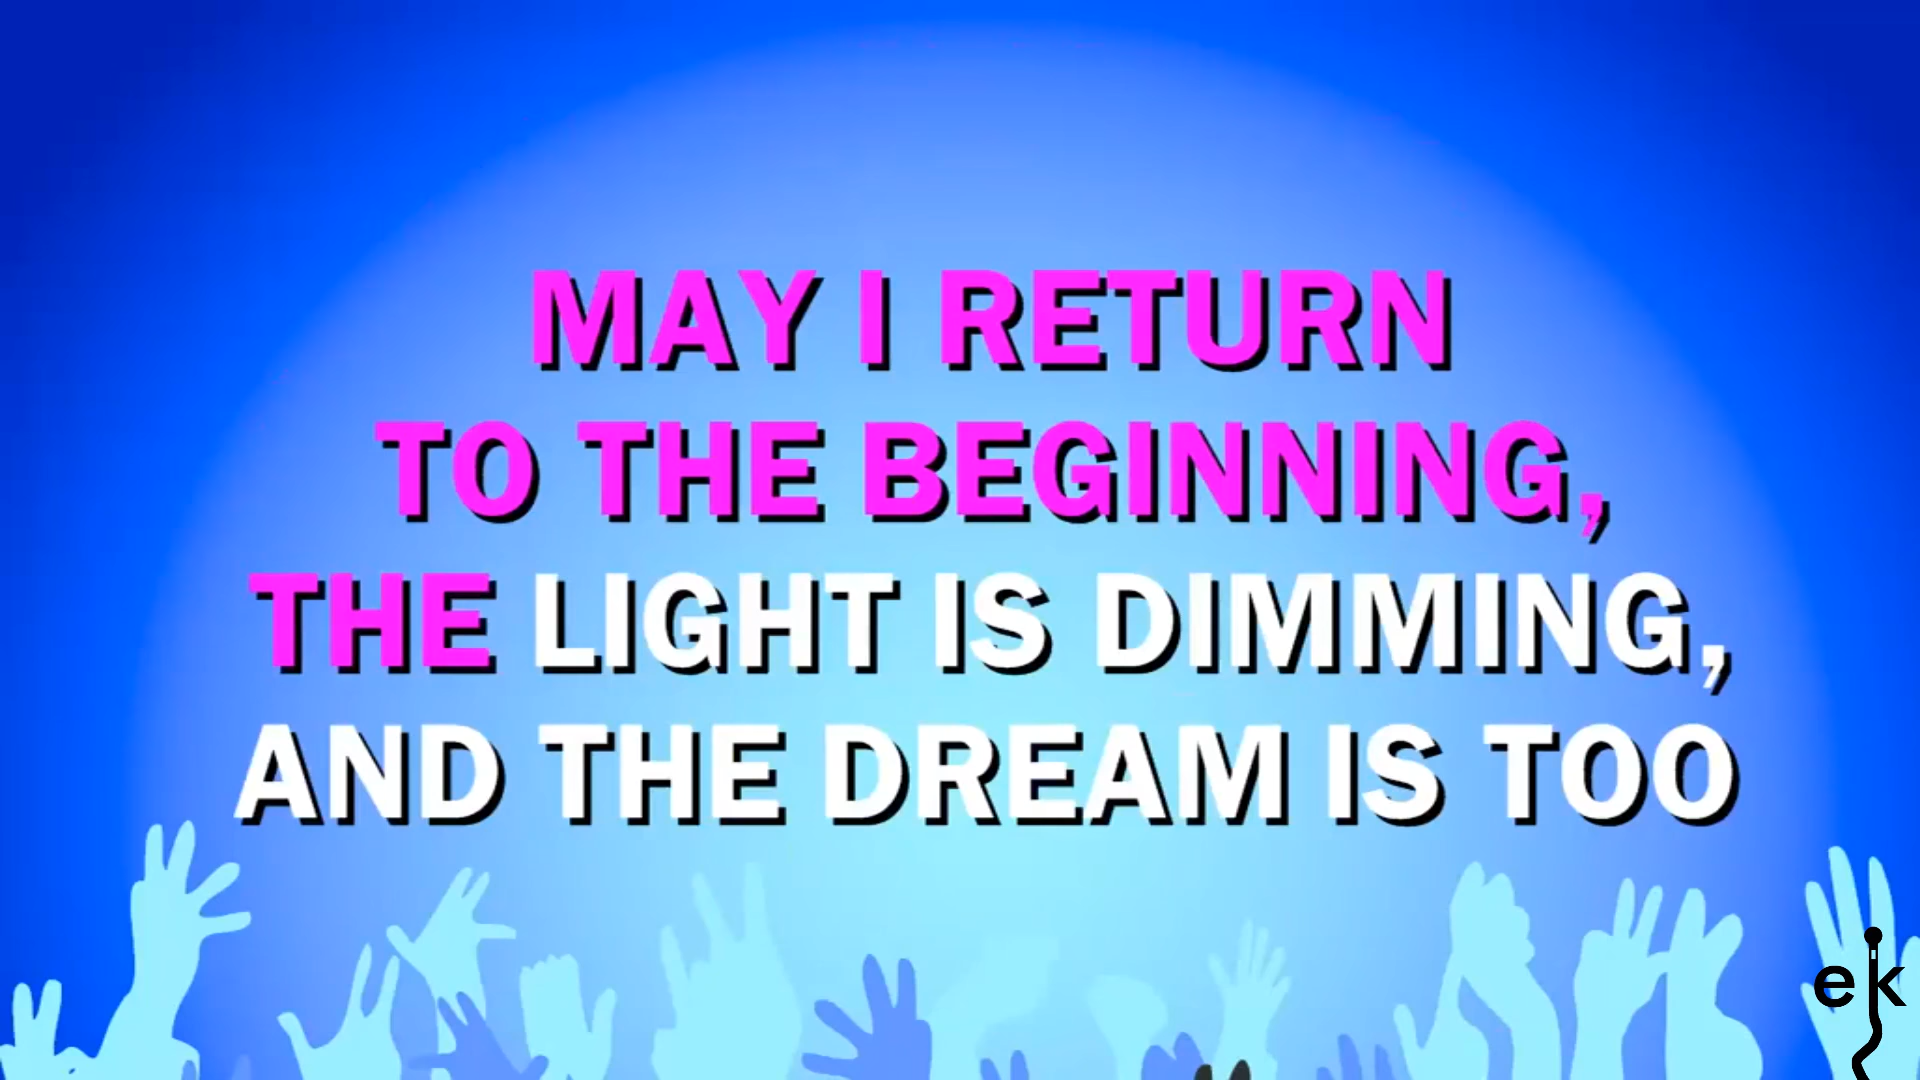 MAY I RETURN
TO THE BEGINNING,
THE LIGHT IS DIMMING,
AND THE DREAM IS TOO
ek